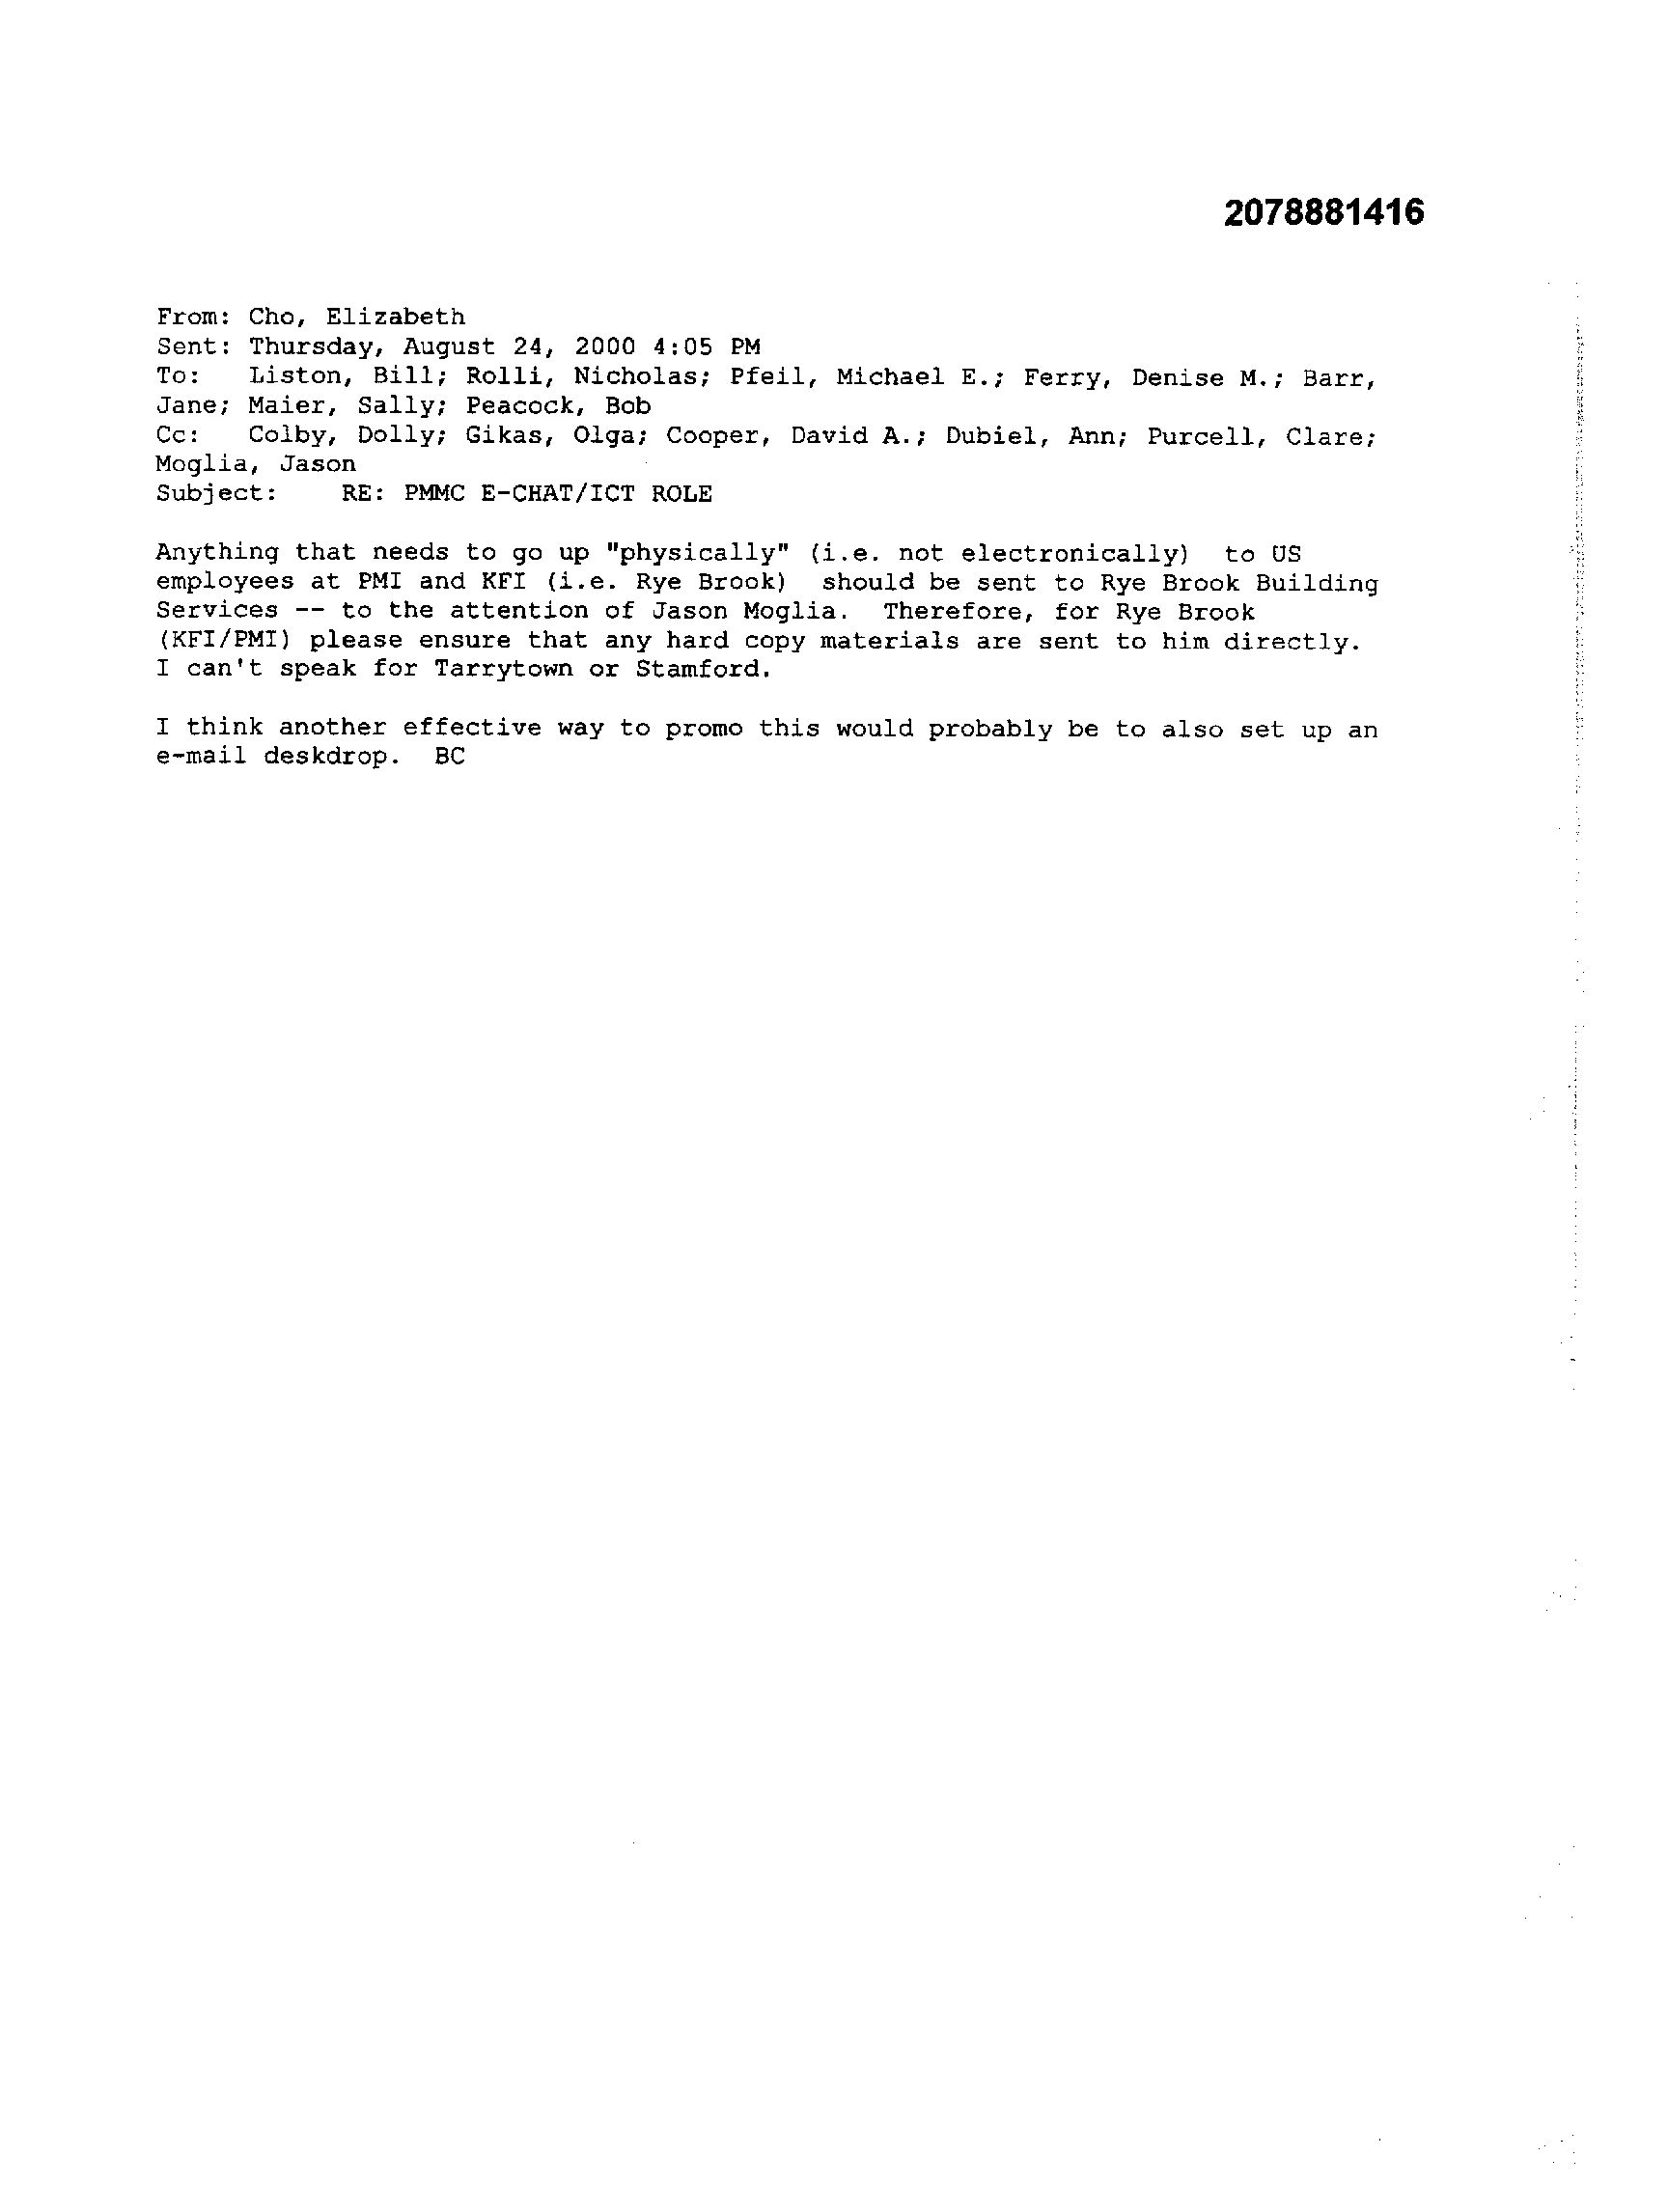 2078881416
From: Cho, Elizabeth
Sent: Thursday, August 24, 2000 4:05 PM
To:   Liston, Bill; Rolli, Nicholas; Pfeil, Michael E.; Ferry, Denise M.; Barr,
Jane; Maier, Sally; Peacock, Bob
Cc:   Colby, Dolly; Gikas, Olga; Cooper, David A.; Dubiel, Ann; Purcell, Clare;
Moglia, Jason
Subject:    RE: PMMC E-CHAT/ICT ROLE
Anything that needs to go up "physically" (i.e. not electronically)  to US
employees at PMI and KFI (i.e. Rye Brook)  should be sent to Rye Brook Building
Services -- to the attention of Jason Moglia.  Therefore, for Rye Brook
(KFI/PMI) please ensure that any hard copy materials are sent to him directly.
I can't speak for Tarrytown or Stamford.
I think another effective way to promo this would probably be to also set up an
e-mail deskdrop.  BC